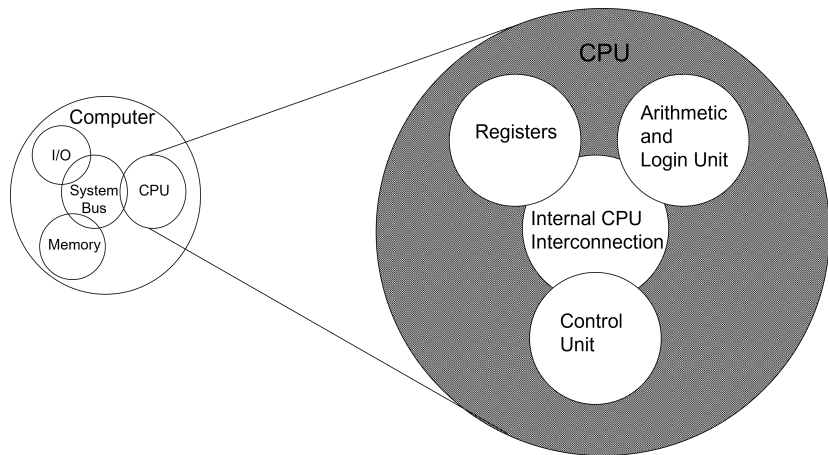 Computer
I/O
System
Bus
CPU
Memory
CPU
Registers
Arithmetic
and
Login Unit
Internal CPU
Interconnection
Control
Unit